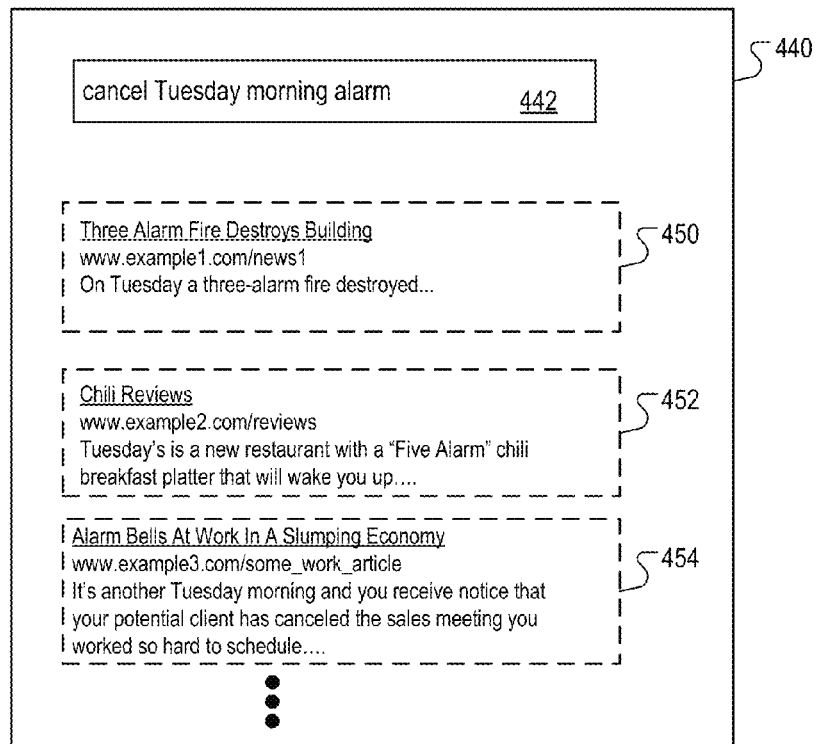 440
cancel Tuesday morning alarm
442
Three Alarm Fire Destroys Building
www.example1.com/news1
On Tuesday a three-alarm fire destroyed...
450
Chili Reviews
www.example2.com/reviews
Tuesday's is a new restaurant with a “Five Alarm” chili
breakfast platter that will wake you up....
452
Alarm Bells At Work In A Slumping Economy
www.example3.com/some_work_article
It's another Tuesday morning and you receive notice that
your potential client has canceled the sales meeting you
worked so hard to schedule....
454